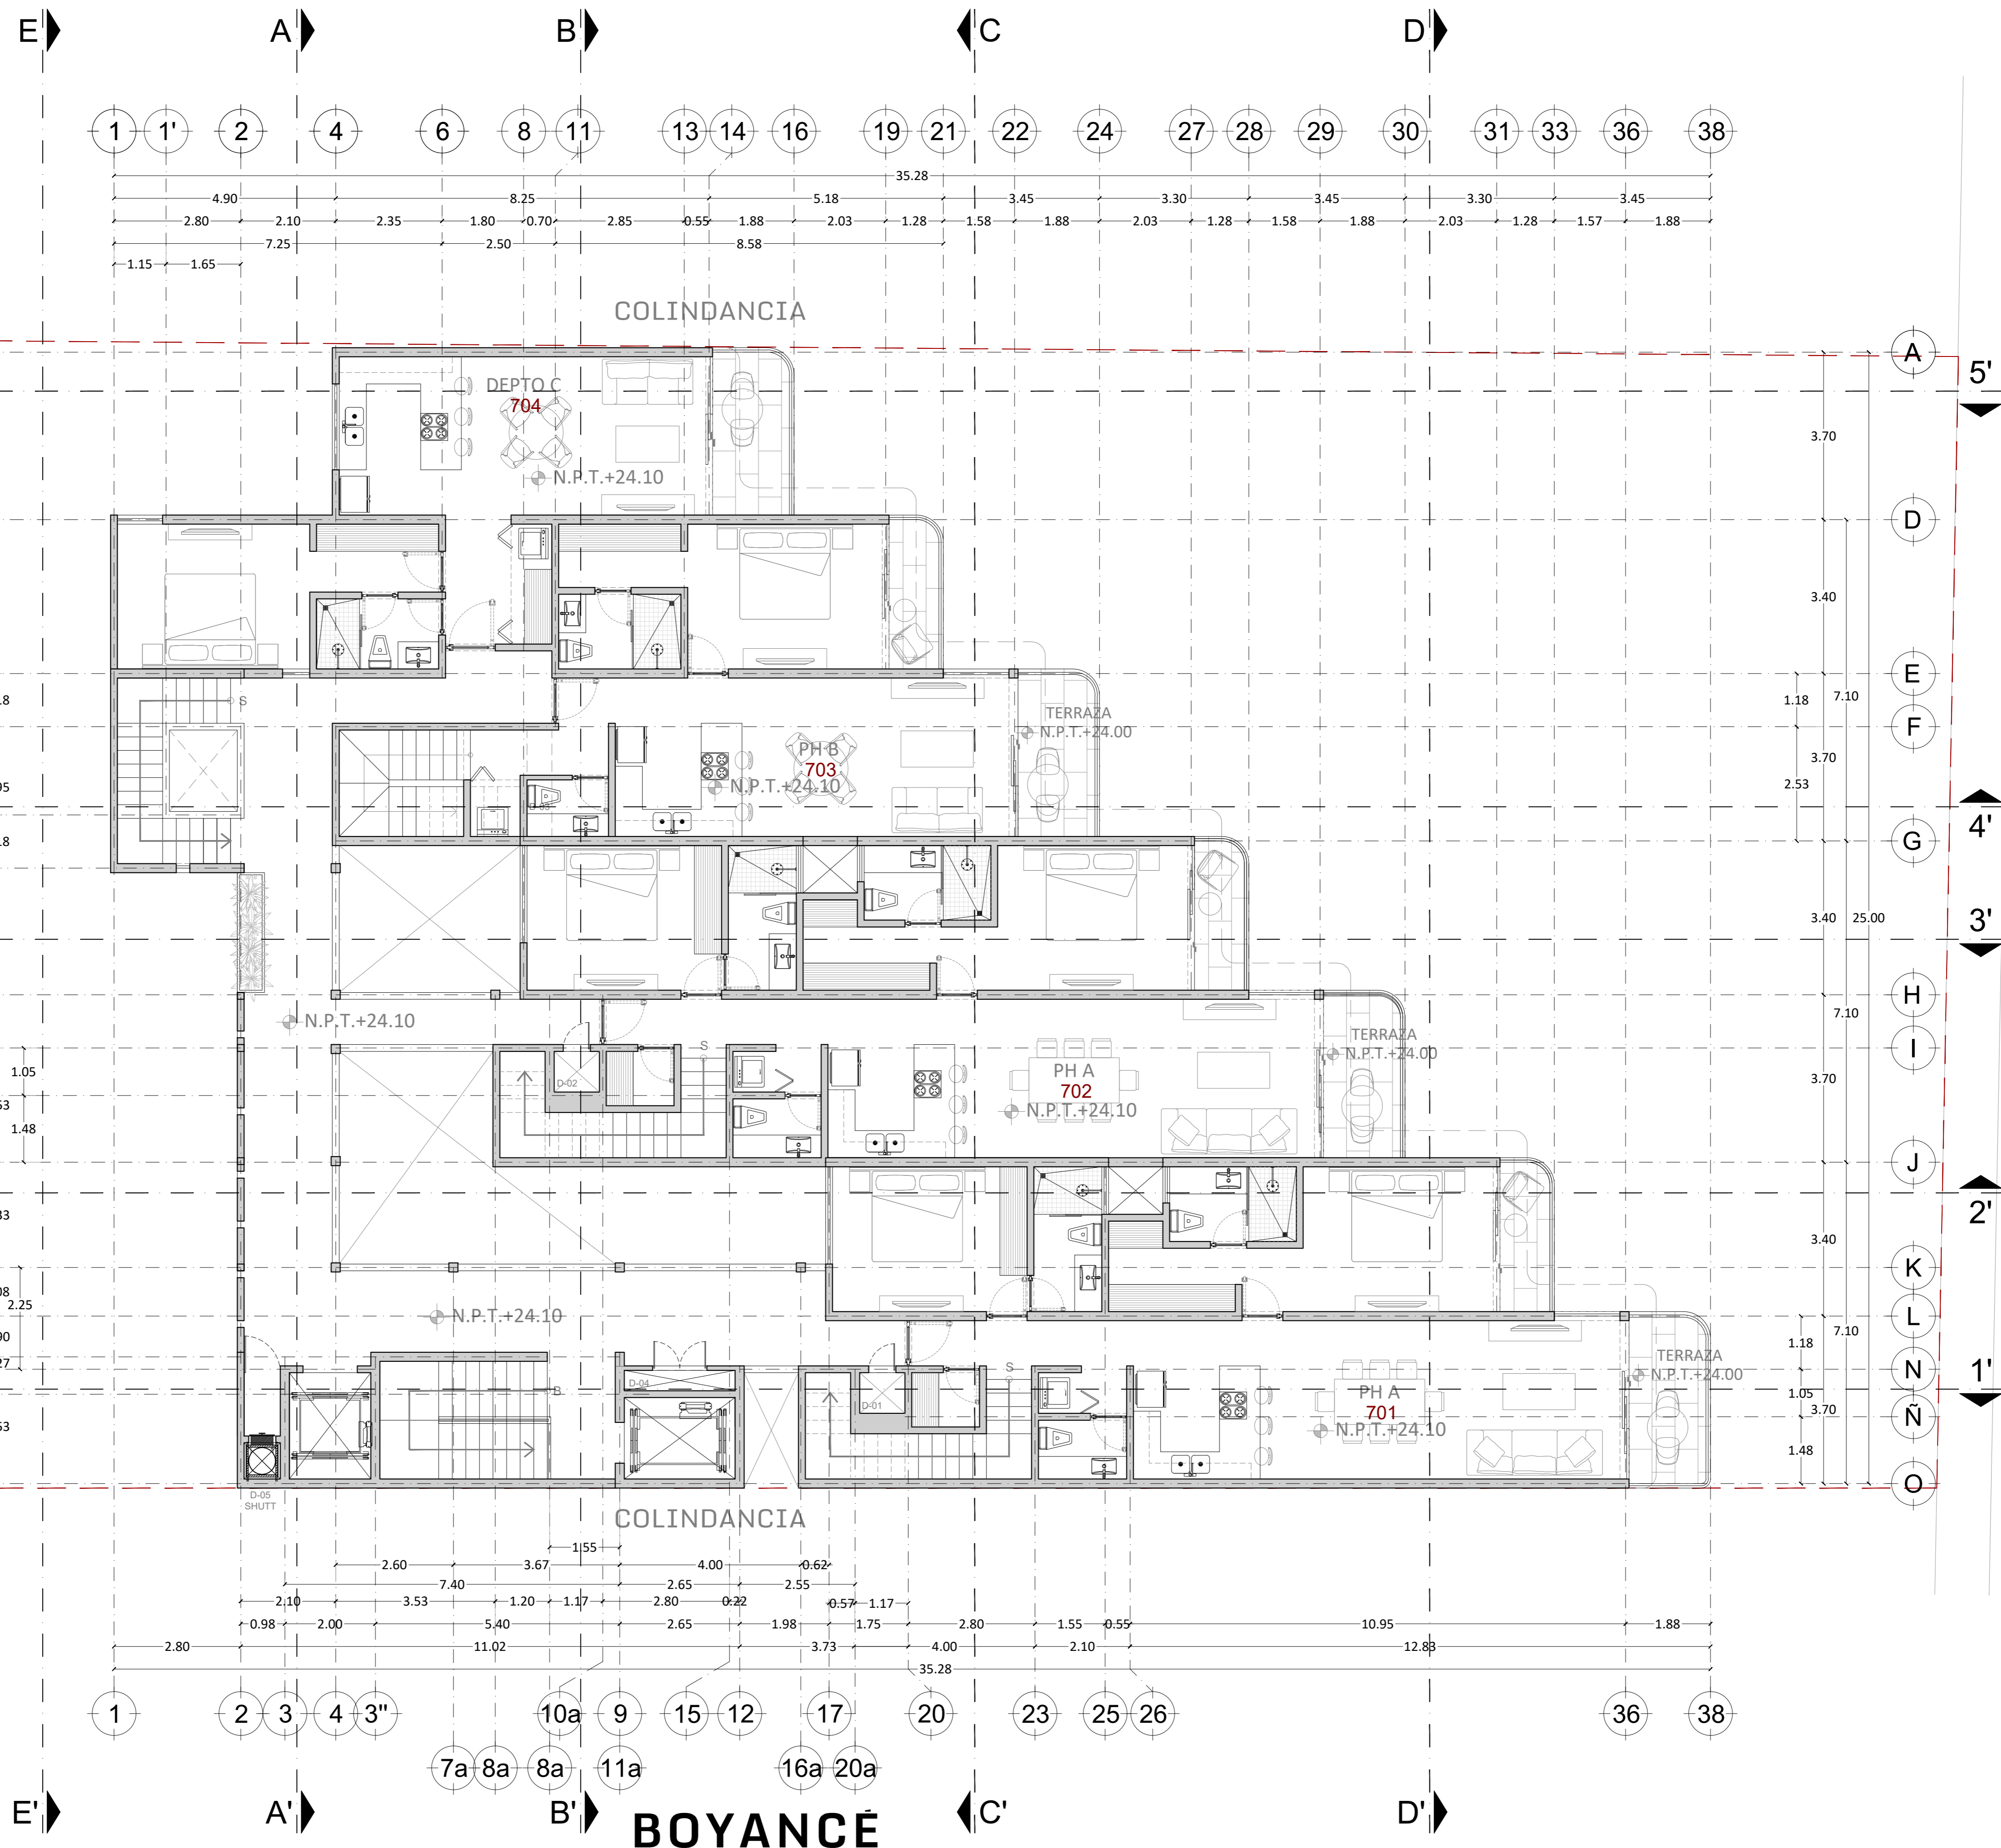 E A B C D
1 1' 2 4 6 8 11 13 14 16 19 21 22 24 27 28 29 30 31 33 36 38
35.28
4.90 8.25 5.18 3.45 3.30 3.45 3.30 3.45
2.80 2.10 2.35 1.80 0.70 2.85 0.55 1.88 2.03 1.28 1.58 1.88 2.03 1.28 1.58 1.88 2.03 1.28 1.57 1.88
7.25 2.50 8.58
1.15 1.65
COLINDANCIA
A
5'
DEPTO C
704
3.70
N.P.T.+24.10
D
3.40
E
S
1.18 7.10
TERRAZA
N.P.T.+24.00
F
PH B
703
3.70
N.P.T.+24.10
2.53
D-03
4'
G
3.40 25.00
3'
H
N.P.T.+24.10
7.10
TERRAZA
N.P.T.+24.00
I
S
1.05
D-02
PH A
702
3.70
N.P.T.+24.10
1.48
J
2'
3.40
K
2.25
N.P.T.+24.10
L
1.18 7.10
TERRAZA
N.P.T.+24.00
N
1'
S
D-04
D-01
PH A
701
1.05
3.70
N.P.T.+24.10
Ñ
1.48
O
D-05
SHUTT
COLINDANCIA
1.55
2.60 3.67 4.00 0.62
7.40 2.65 2.55
2.10 3.53 1.20 1.17 2.80 0.22 0.57 1.17
0.98 2.00 5.40 2.65 1.98 1.75 2.80 1.55 0.55 10.95 1.88
2.80 11.02 3.73 4.00 2.10 12.83
35.28
1 2 3 4 3" 10a 9 15 12 17 20 23 25 26 36 38
7a 8a 8a 11a 16a 20a
E' A' B' C' D'
BOYANCÉ